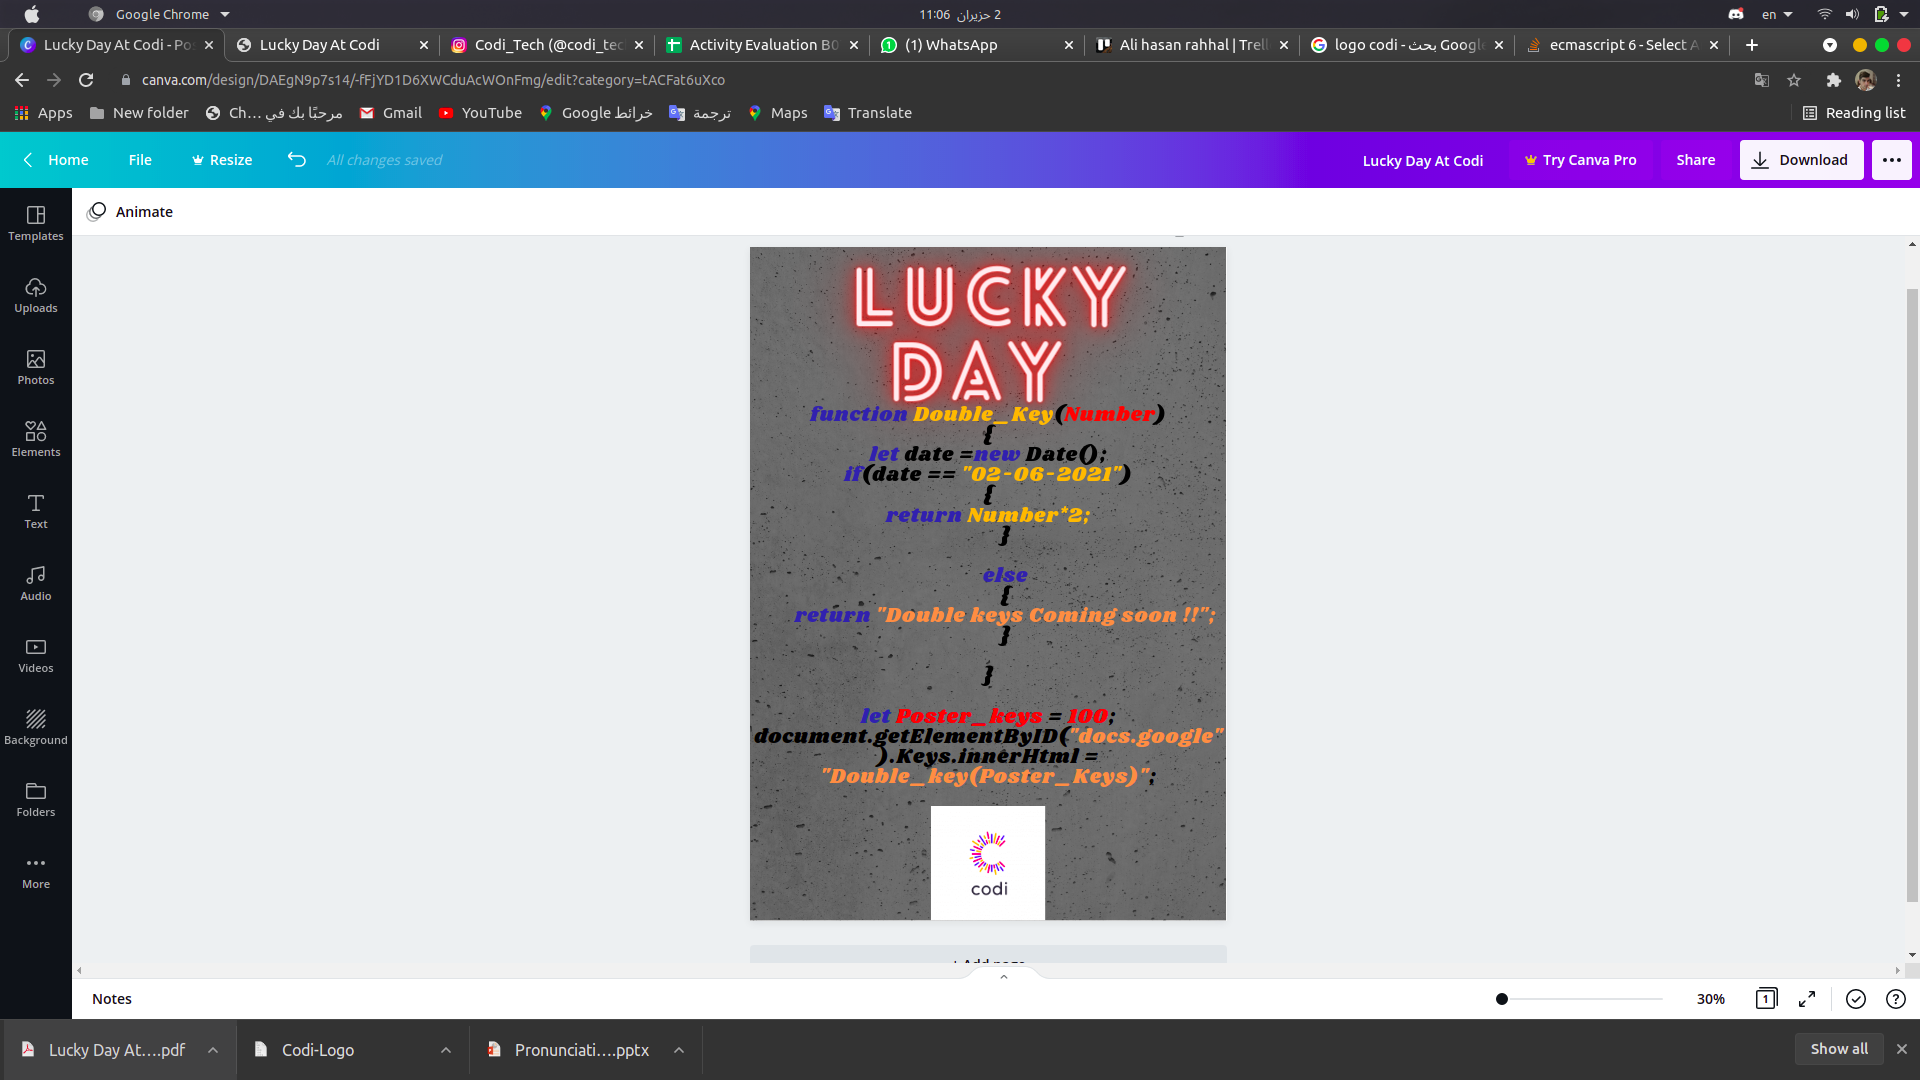 Google Chrome
11:06 2 حزيران
en
Lucky Day At Codi - Po
Lucky Day At Codi
Codi_Tech (@codi_tec
Activity Evaluation B0
(1) WhatsApp
Ali hasan rahhal | Trell
logo codi - بحث Google
ecmascript 6 - Select A
canva.com/design/DAEgN9p7s14/-fFjYD1D6XWCduAcWOnFmg/edit?category=tACFat6uXco
Apps
New folder
مرحبًا بك في Ch...
Gmail
YouTube
خرائط Google
ترجمة
Maps
Translate
Reading list
Home
File
Resize
All changes saved
Lucky Day At Codi
Try Canva Pro
Share
Download
Animate
Templates
Uploads
Photos
Elements
Text
Audio
Videos
Background
Folders
More
LUCKY
DAY
function Double_Key(Number)
{
let date =new Date();
if(date == "02-06-2021")
{
return Number*2;
}
else
{
return "Double keys Coming soon !!";
}
}
let Poster_keys = 100;
document.getElementByID("docs.google"
).Keys.innerHtml =
"Double_key(Poster_Keys)";
codi
+ Add page
Notes
30%
1
Lucky Day At....pdf
Codi-Logo
Pronunciati....pptx
Show all